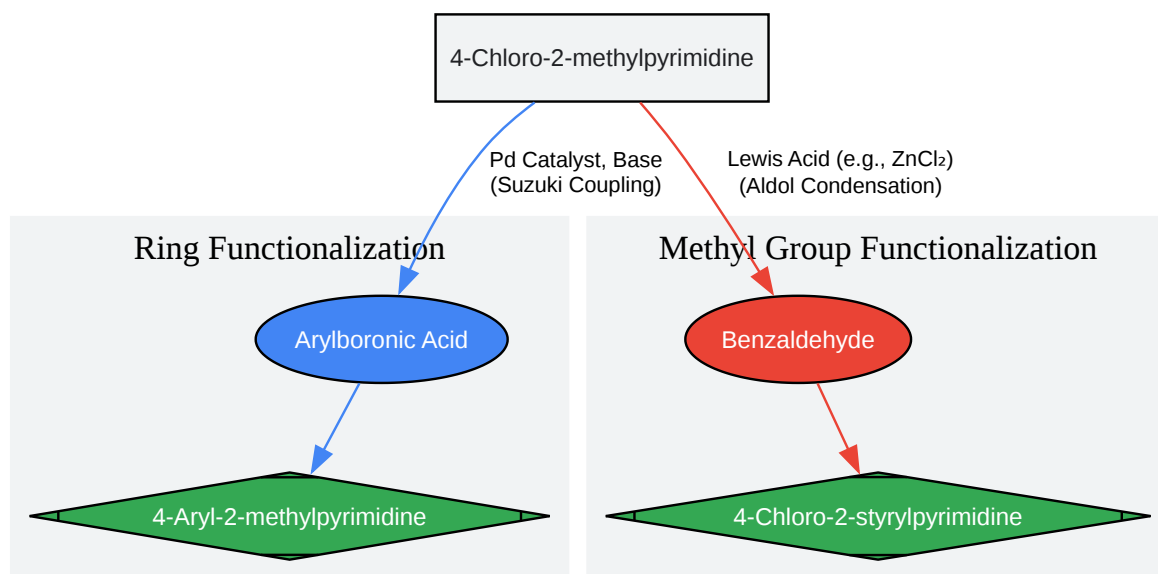 4-Chloro-2-methylpyrimidine
Pd Catalyst, Base
(Suzuki Coupling)
Lewis Acid (e.g., ZnCl₂)
(Aldol Condensation)
Ring Functionalization
Methyl Group Functionalization
Arylboronic Acid
Benzaldehyde
4-Aryl-2-methylpyrimidine
4-Chloro-2-styrylpyrimidine